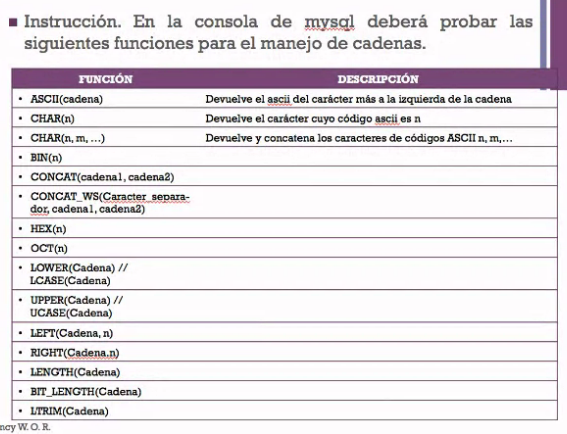 Instrucción. En la consola de mysql deberá probar las
siguientes funciones para el manejo de cadenas.
FUNCIÓN DESCRIPCIÓN
• ASCII(cadena) Devuelve el ascii del carácter más a la izquierda de la cadena
• CHAR(n) Devuelve el carácter cuyo código ascii es n
• CHAR(n, m, ...) Devuelve y concatena los caracteres de códigos ASCII n, m,...
• BIN(n)
• CONCAT(cadena1, cadena2)
• CONCAT_WS(Caracter_separa-
dor, cadena1, cadena2)
• HEX(n)
• OCT(n)
• LOWER(Cadena) //
LCASE(Cadena)
• UPPER(Cadena) //
UCASE(Cadena)
• LEFT(Cadena, n)
• RIGHT(Cadena,n)
• LENGTH(Cadena)
• BIT_LENGTH(Cadena)
• LTRIM(Cadena)
ncy W. O. R.